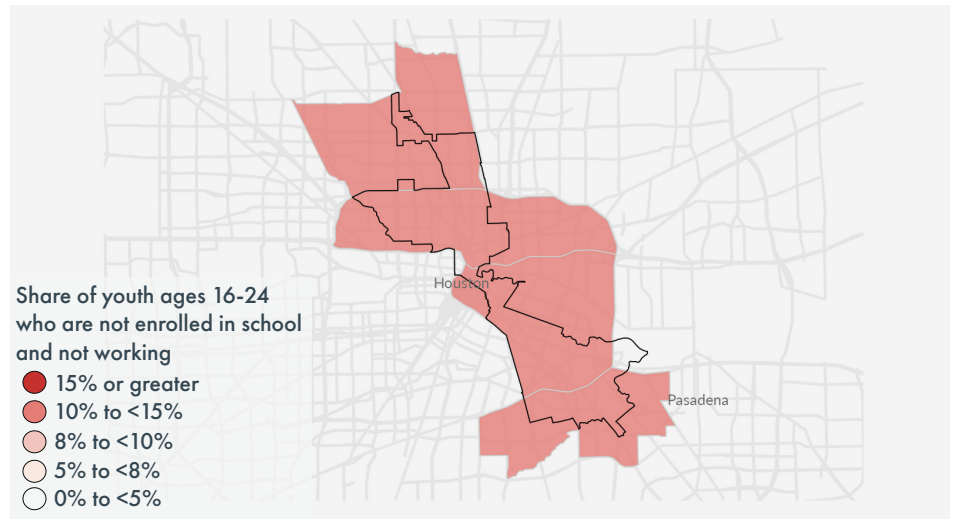 Houston
Pasadena
Share of youth ages 16-24
who are not enrolled in school
and not working
15% or greater
10% to <15%
8% to <10%
5% to <8%
0% to <5%